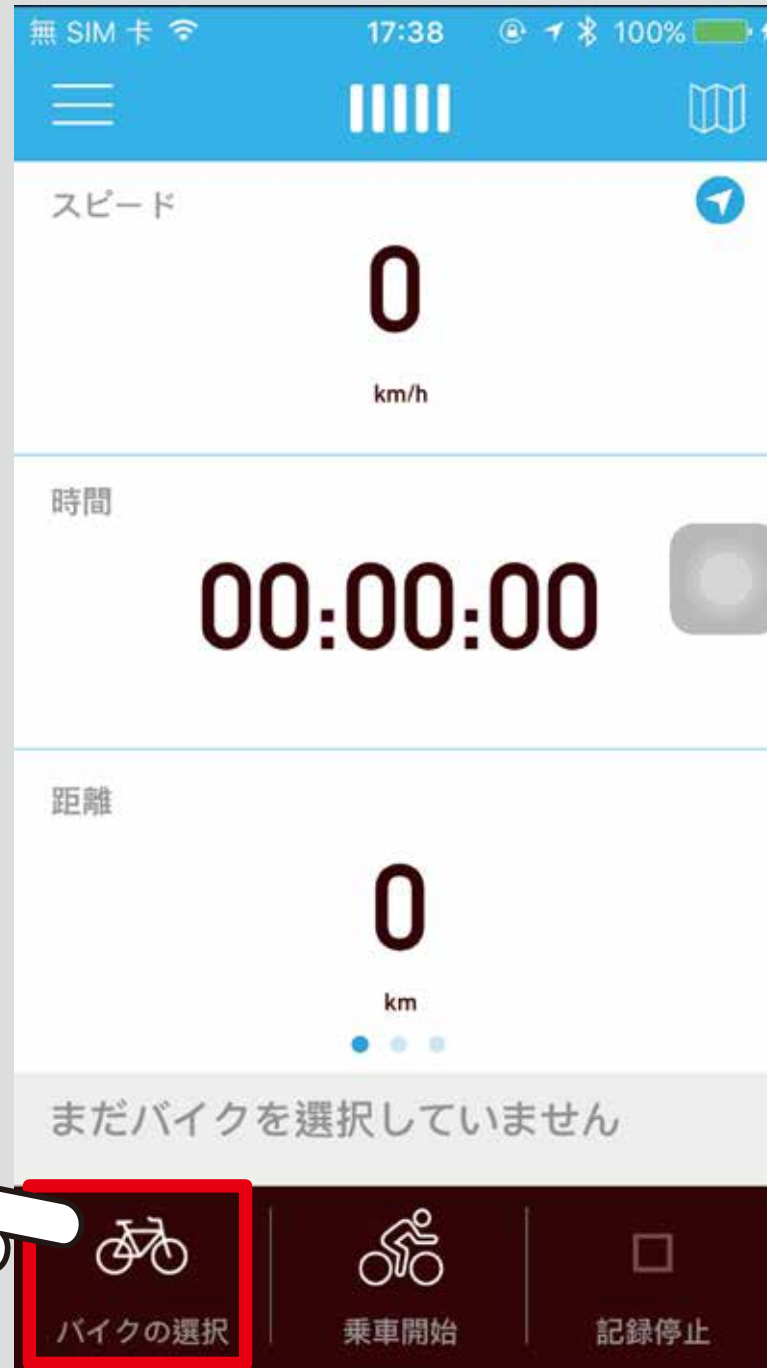 無 SIM 卡 17:38 100%
スピード
0
km/h
時間
00:00:00
距離
0
km
まだバイクを選択していません
バイクの選択 乗車開始 記録停止